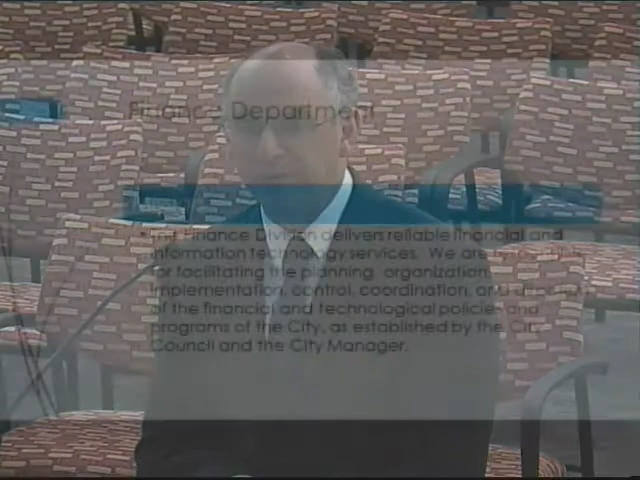 Finance Department
The Finance Division delivers reliable financial and
information technology services. We are
for facilitating the planning, organization,
implementation, control, coordination, and
of the financial and technological policies and
programs of the City, as established by the City
Council and the City Manager.